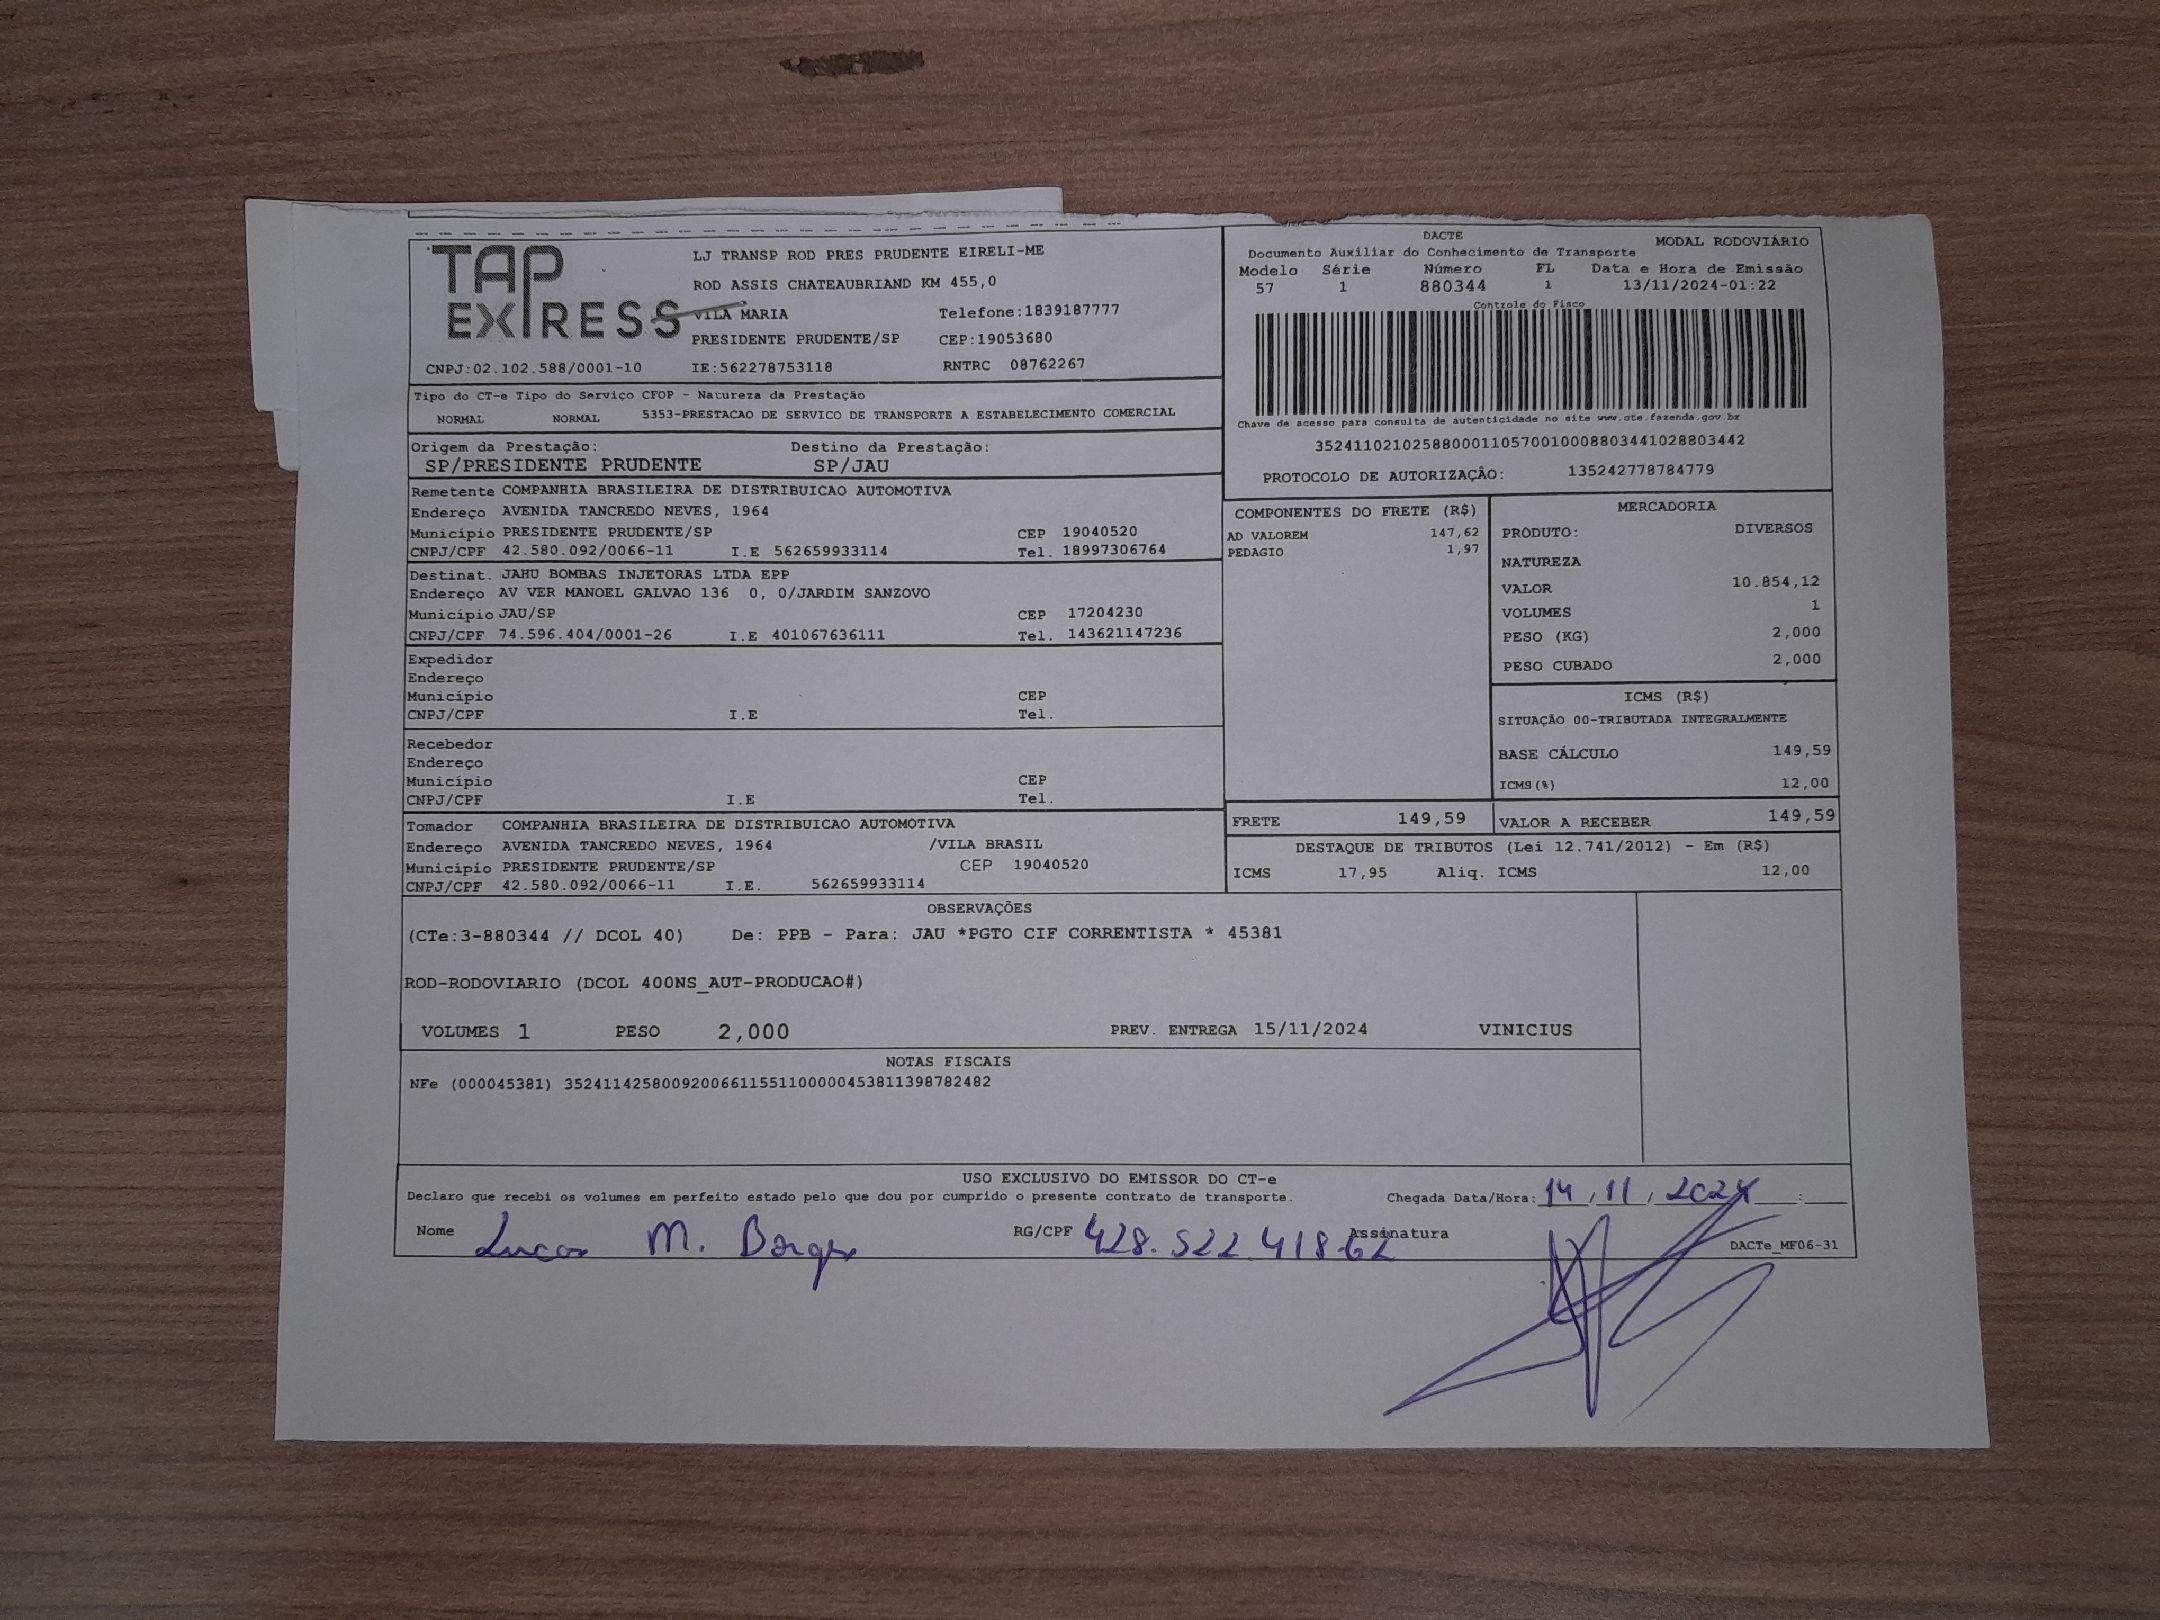 TAP
EXPRESS
LJ TRANSP ROD PRES PRUDENTE EIRELI-ME
ROD ASSIS CHATEAUBRIAND KM 455,0
VILA MARIA Telefone:1839187777
PRESIDENTE PRUDENTE/SP CEP:19053680
CNPJ:02.102.588/0001-10 IE:562278753118 RNTRC 08762267
DACTE
Documento Auxiliar do Conhecimento de Transporte MODAL RODOVIÁRIO
Modelo Série Número FL Data e Hora de Emissão
57 1 880344 1 13/11/2024-01:22
Controle do Fisco
Chave de acesso para consulta de autenticidade no site www.cte.fazenda.gov.br
35241102102588000110570010008803441028803442
PROTOCOLO DE AUTORIZAÇÃO: 135242778784779
Tipo do CT-e Tipo do Serviço CFOP - Natureza da Prestação
NORMAL NORMAL 5353-PRESTACAO DE SERVICO DE TRANSPORTE A ESTABELECIMENTO COMERCIAL
Origem da Prestação: Destino da Prestação:
SP/PRESIDENTE PRUDENTE SP/JAU
Remetente COMPANHIA BRASILEIRA DE DISTRIBUICAO AUTOMOTIVA
Endereço AVENIDA TANCREDO NEVES, 1964
Município PRESIDENTE PRUDENTE/SP CEP 19040520
CNPJ/CPF 42.580.092/0066-11 I.E 562659933114 Tel. 18997306764
Destinat. JAHU BOMBAS INJETORAS LTDA EPP
Endereço AV VER MANOEL GALVAO 136 0, 0/JARDIM SANZOVO
Município JAU/SP CEP 17204230
CNPJ/CPF 74.596.404/0001-26 I.E 401067636111 Tel. 143621147236
Expedidor
Endereço
Município CEP
CNPJ/CPF I.E Tel.
Recebedor
Endereço
Município CEP
CNPJ/CPF I.E Tel.
Tomador COMPANHIA BRASILEIRA DE DISTRIBUICAO AUTOMOTIVA
Endereço AVENIDA TANCREDO NEVES, 1964 /VILA BRASIL
Município PRESIDENTE PRUDENTE/SP CEP 19040520
CNPJ/CPF 42.580.092/0066-11 I.E. 562659933114
COMPONENTES DO FRETE (R$)
AD VALOREM 147,62
PEDAGIO 1,97
MERCADORIA
PRODUTO: DIVERSOS
NATUREZA
VALOR 10.854,12
VOLUMES 1
PESO (KG) 2,000
PESO CUBADO 2,000
ICMS (R$)
SITUAÇÃO 00-TRIBUTADA INTEGRALMENTE
BASE CÁLCULO 149,59
ICMS(%) 12,00
FRETE 149,59 VALOR A RECEBER 149,59
DESTAQUE DE TRIBUTOS (Lei 12.741/2012) - Em (R$)
ICMS 17,95 Aliq. ICMS 12,00
OBSERVAÇÕES
(CTe:3-880344 // DCOL 40) De: PPB - Para: JAU *PGTO CIF CORRENTISTA * 45381
ROD-RODOVIARIO (DCOL 400NS_AUT-PRODUCAO#)
VOLUMES 1 PESO 2,000 PREV. ENTREGA 15/11/2024 VINICIUS
NOTAS FISCAIS
NFe (000045381) 35241142580092006611551100000453811398782482
USO EXCLUSIVO DO EMISSOR DO CT-e
Declaro que recebi os volumes em perfeito estado pelo que dou por cumprido o presente contrato de transporte. Chegada Data/Hora: 14/11/2024 :
Nome Lucas M. Borges RG/CPF 428.522.418-62 Assinatura
DACTe_MF06-31